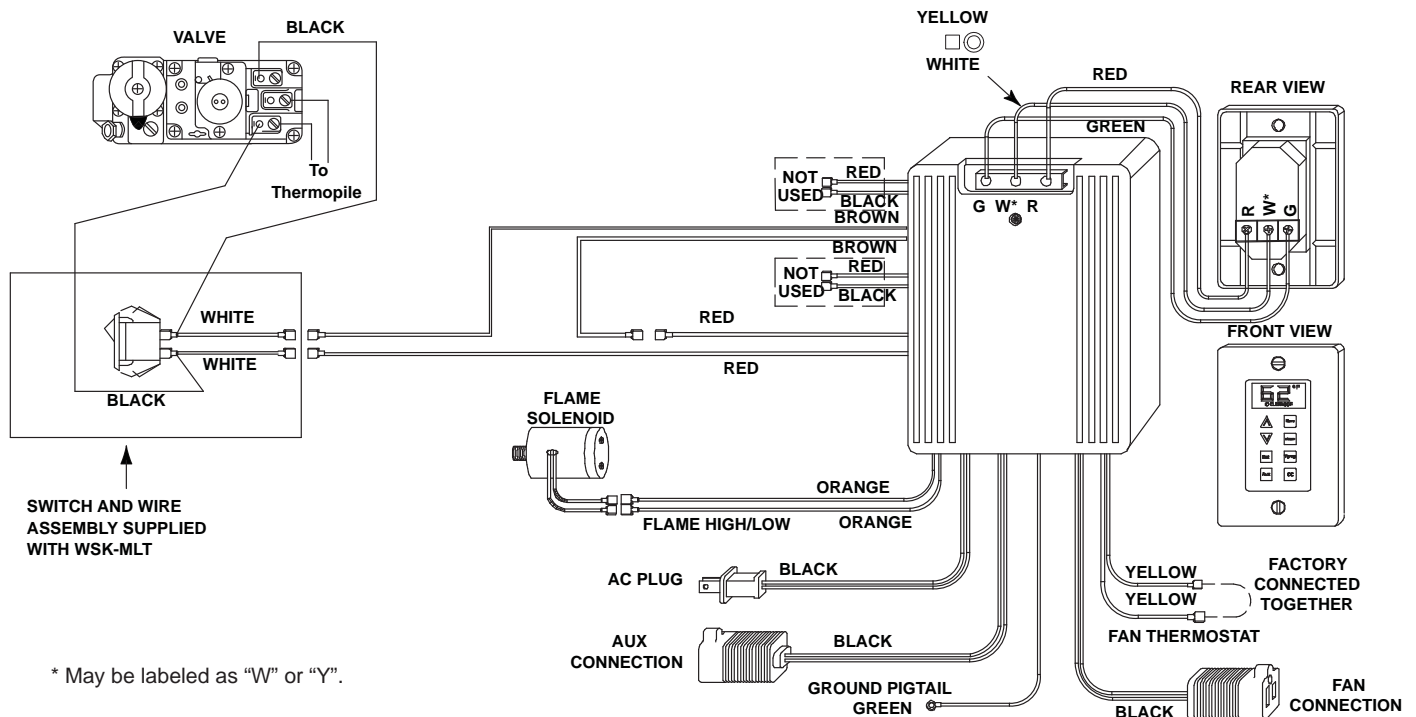 YELLOW
BLACK
VALVE
WHITE
RED
REAR VIEW
GREEN
To
Thermopile
NOT
USED
RED
BLACK
BROWN
G W* R
R W* G
BROWN
NOT
USED
RED
BLACK
WHITE
RED
FRONT VIEW
WHITE
RED
62°F
BLACK
FLAME
SOLENOID
ORANGE
FLAME HIGH/LOW
ORANGE
SWITCH AND WIRE
ASSEMBLY SUPPLIED
WITH WSK-MLT
AC PLUG
BLACK
YELLOW
YELLOW
FACTORY
CONNECTED
TOGETHER
FAN THERMOSTAT
AUX
CONNECTION
BLACK
* May be labeled as “W” or “Y”.
GROUND PIGTAIL
GREEN
BLACK
FAN
CONNECTION